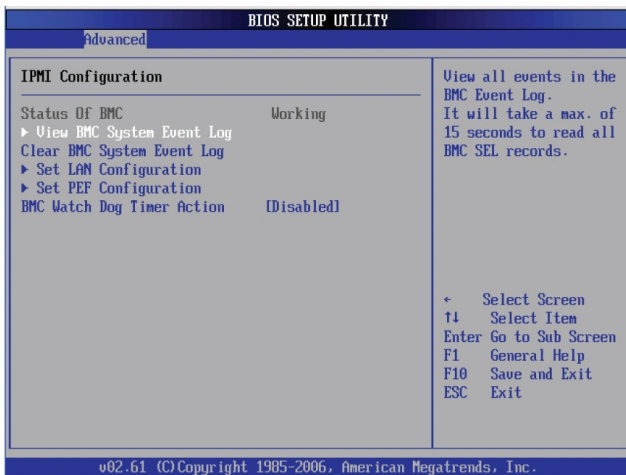 BIOS SETUP UTILITY
Advanced
IPMI Configuration
Status Of BMC Working
▶ View BMC System Event Log
Clear BMC System Event Log
▶ Set LAN Configuration
▶ Set PEF Configuration
BMC Watch Dog Timer Action [Disabled]
View all events in the
BMC Event Log.
It will take a max. of
15 seconds to read all
BMC SEL records.
← Select Screen
↑↓ Select Item
Enter Go to Sub Screen
F1 General Help
F10 Save and Exit
ESC Exit
v02.61 (C)Copyright 1985-2006, American Megatrends, Inc.